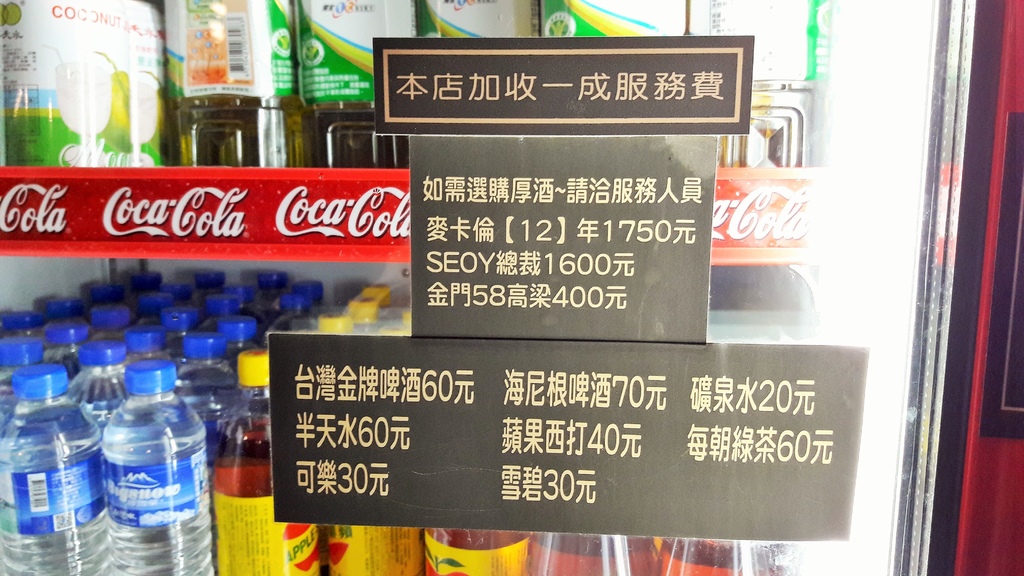 COCONUT
本店加收一成服務費
Coca-Cola Coca-Cola Coca-Cola
如需選購厚酒~請洽服務人員
麥卡倫【12】年1750元
SEOY總裁1600元
金門58高梁400元
台灣金牌啤酒60元 海尼根啤酒70元 礦泉水20元
半天水60元 蘋果西打40元 每朝綠茶60元
可樂30元 雪碧30元
APPLE